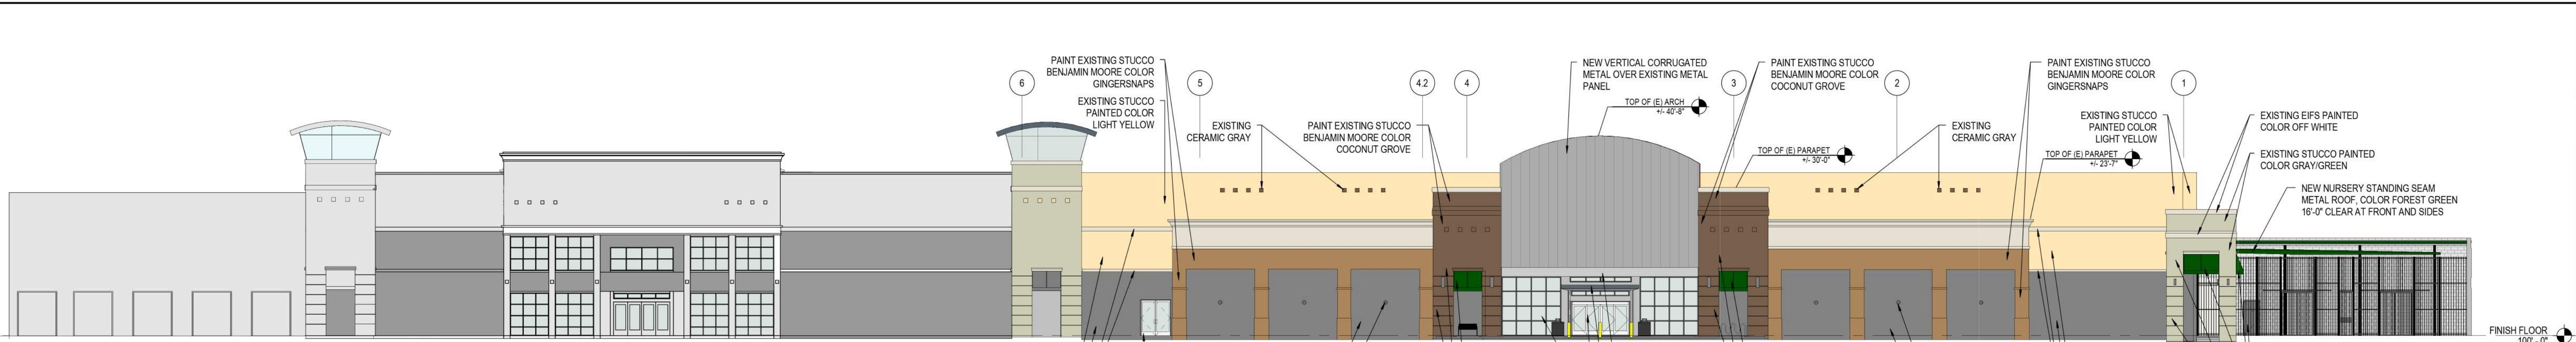 PAINT EXISTING STUCCO
BENJAMIN MOORE COLOR
GINGERSNAPS
EXISTING STUCCO
PAINTED COLOR
LIGHT YELLOW
6
5
EXISTING
CERAMIC GRAY
PAINT EXISTING STUCCO
BENJAMIN MOORE COLOR
COCONUT GROVE
4.2
4
NEW VERTICAL CORRUGATED
METAL OVER EXISTING METAL
PANEL
TOP OF (E) ARCH
+/- 40'-8"
3
PAINT EXISTING STUCCO
BENJAMIN MOORE COLOR
COCONUT GROVE
TOP OF (E) PARAPET
+/- 30'-0"
2
EXISTING
CERAMIC GRAY
PAINT EXISTING STUCCO
BENJAMIN MOORE COLOR
GINGERSNAPS
EXISTING STUCCO
PAINTED COLOR
LIGHT YELLOW
TOP OF (E) PARAPET
+/- 23'-7"
1
EXISTING EIFS PAINTED
COLOR OFF WHITE
EXISTING STUCCO PAINTED
COLOR GRAY/GREEN
NEW NURSERY STANDING SEAM
METAL ROOF, COLOR FOREST GREEN
16'-0" CLEAR AT FRONT AND SIDES
FINISH FLOOR
100' - 0"